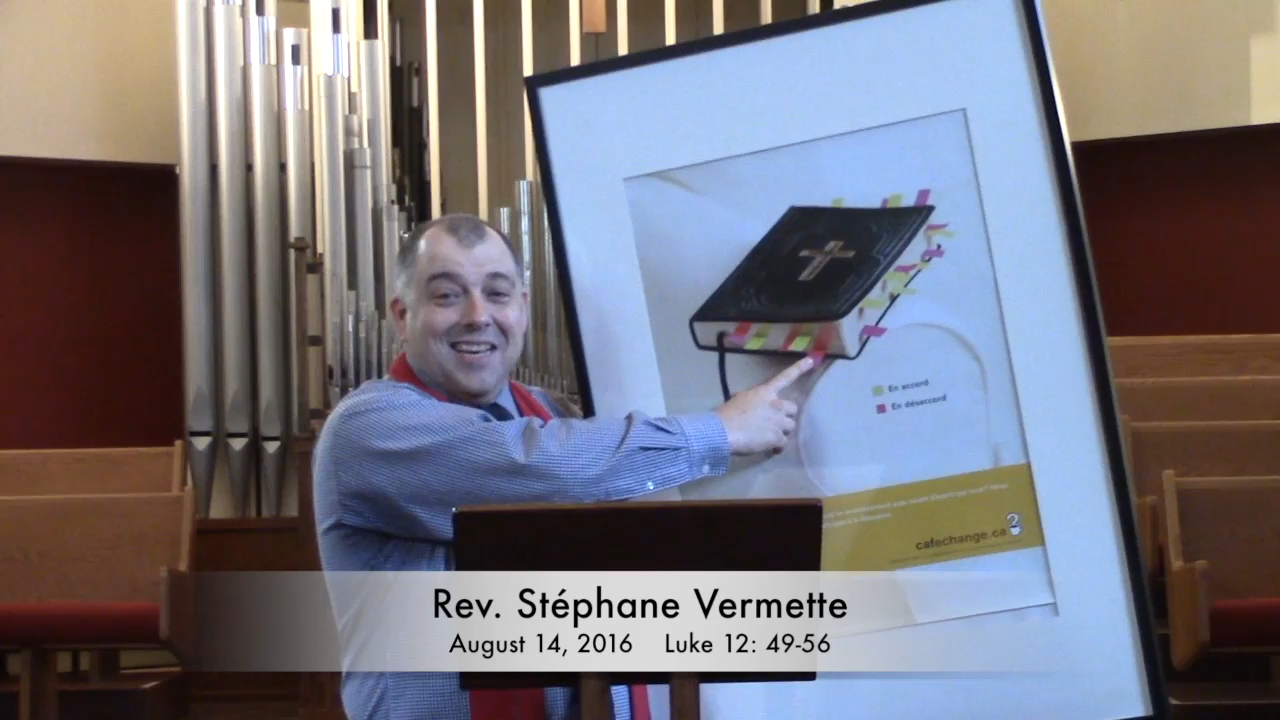 En accord
En désaccord
cafechange.ca
Rev. Stéphane Vermette
August 14, 2016 Luke 12: 49-56